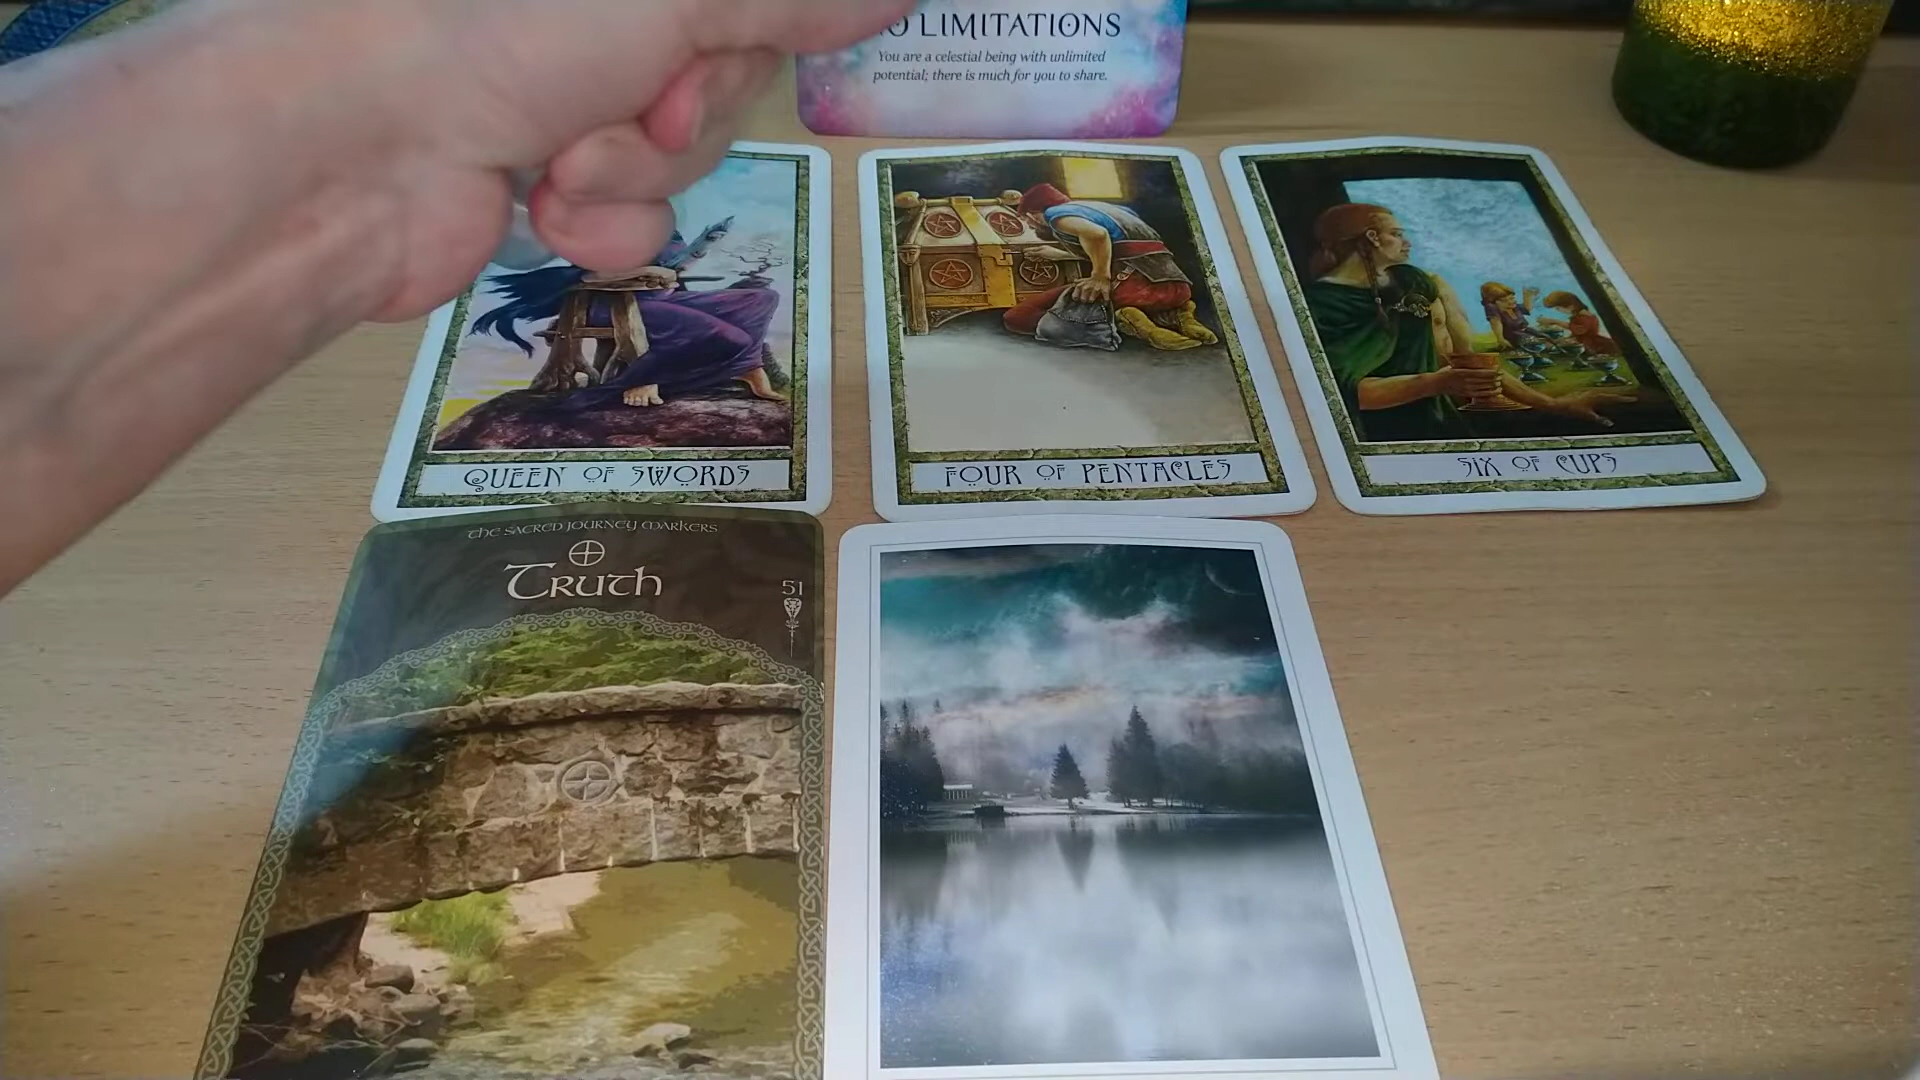 NO LIMITATIONS
You are a celestial being with unlimited
potential; there is much for you to share.
QUEEN OF SWORDS
FOUR OF PENTACLES
SIX OF CUPS
THE SACRED JOURNEY MARKERS
TRUTH
51